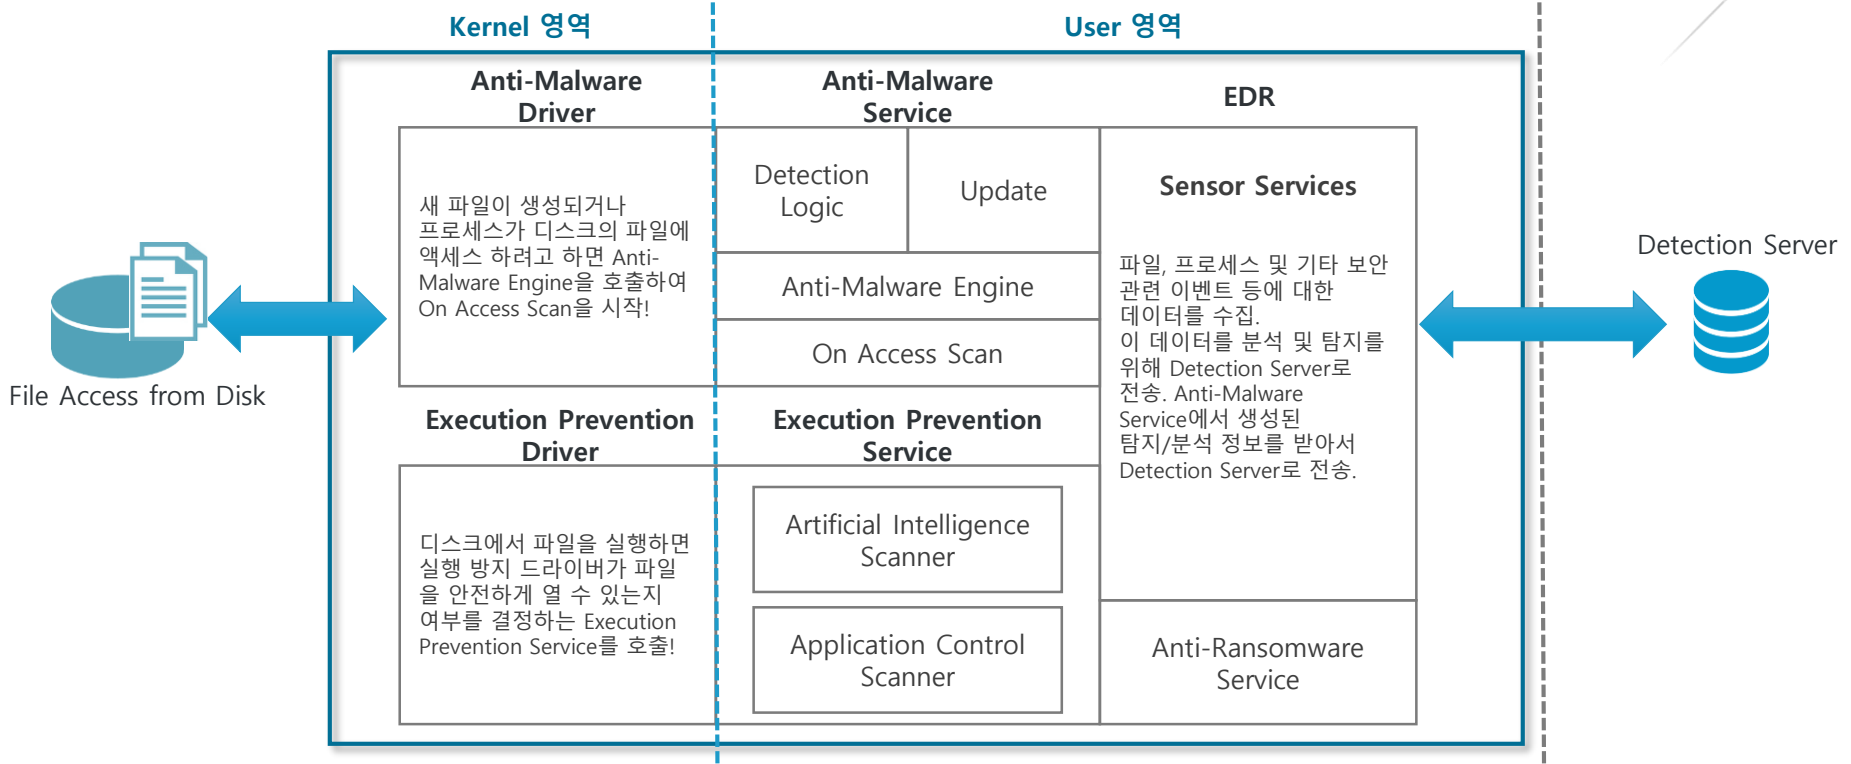 Kernel 영역
User 영역
Anti-Malware
Driver
Anti-Malware
Service
EDR
새 파일이 생성되거나
프로세스가 디스크의 파일에
액세스 하려고 하면 Anti-
Malware Engine을 호출하여
On Access Scan을 시작!
Detection
Logic
Update
Anti-Malware Engine
On Access Scan
Sensor Services
파일, 프로세스 및 기타 보안
관련 이벤트 등에 대한
데이터를 수집.
이 데이터를 분석 및 탐지를
위해 Detection Server로
전송. Anti-Malware
Service에서 생성된
탐지/분석 정보를 받아서
Detection Server로 전송.
File Access from Disk
Detection Server
Execution Prevention
Driver
Execution Prevention
Service
디스크에서 파일을 실행하면
실행 방지 드라이버가 파일
을 안전하게 열 수 있는지
여부를 결정하는 Execution
Prevention Service를 호출!
Artificial Intelligence
Scanner
Application Control
Scanner
Anti-Ransomware
Service